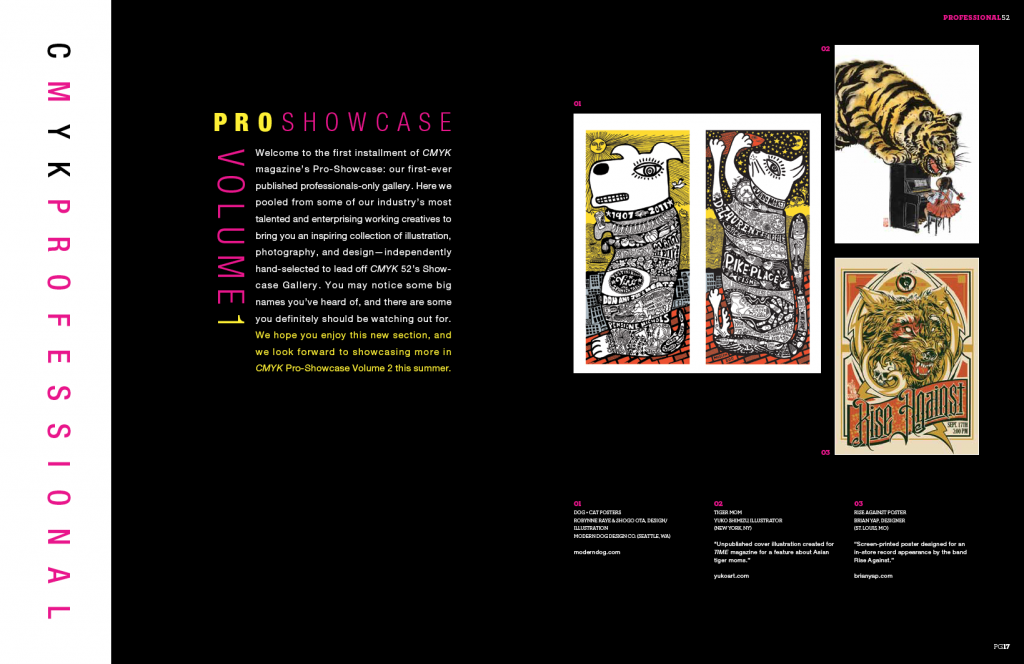 CMYK PROFESSIONAL
PROFESSIONAL52
PROSHOWCASE
VOLUME 1
Welcome to the first installment of CMYK
magazine's Pro-Showcase: our first-ever
published professionals-only gallery. Here we
pooled from some of our industry's most
talented and enterprising working creatives to
bring you an inspiring collection of illustration,
photography, and design—independently
hand-selected to lead off CMYK 52's Show-
case Gallery. You may notice some big
names you've heard of, and there are some
you definitely should be watching out for.
We hope you enjoy this new section, and
we look forward to showcasing more in
CMYK Pro-Showcase Volume 2 this summer.
01
1907 2011
PIKE PLACE
02
Rise Against
SEPT. 17TH
2:00 PM
03
01
DOG + CAT POSTERS
ROBYNNE RAYE & SHOGO OTA, DESIGN/
ILLUSTRATION
MODERN DOG DESIGN CO. (SEATTLE, WA)
moderndog.com
02
TIGER MOM
YUKO SHIMIZU, ILLUSTRATOR
(NEW YORK, NY)
"Unpublished cover illustration created for
TIME magazine for a feature about Asian
tiger moms."
yukoart.com
03
RISE AGAINST POSTER
BRIAN YAP, DESIGNER
(ST. LOUIS, MO)
"Screen-printed poster designed for an
in-store record appearance by the band
Rise Against."
brianyap.com
PG17